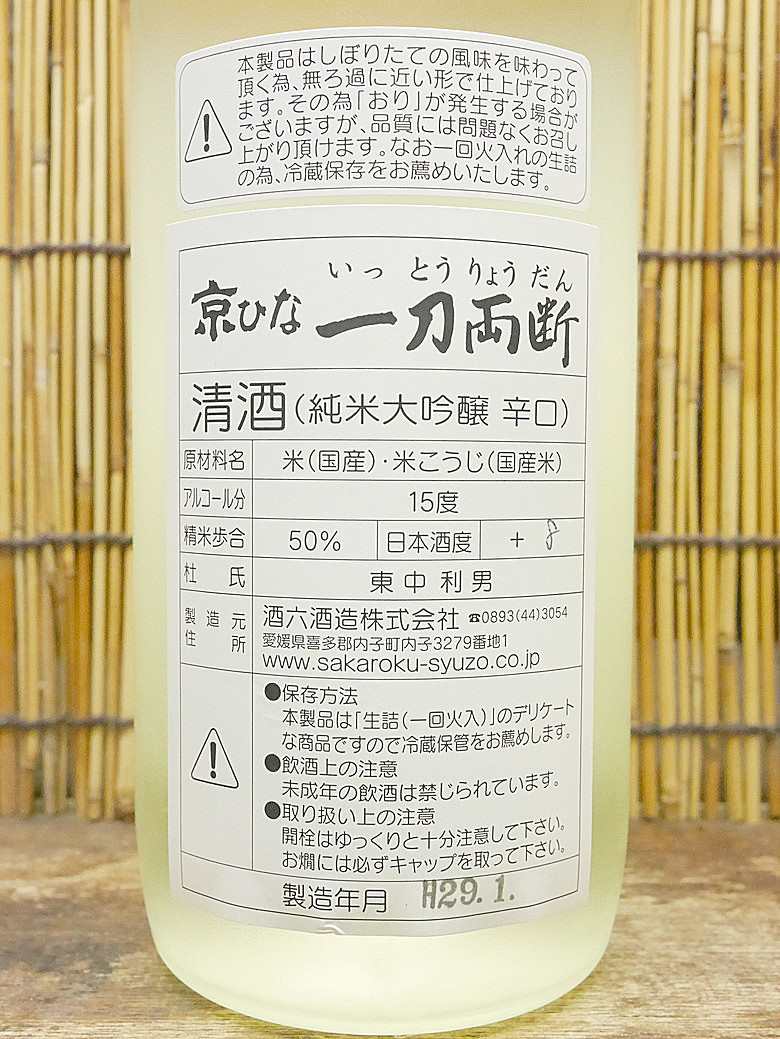 本製品はしぼりたての風味を味わって
頂く為、無ろ過に近い形で仕上げており
ます。その為「おり」が発生する場合が
ございますが、品質には問題なくお召し
上がり頂けます。なお一回火入れの生詰
の為、冷蔵保存をお薦めいたします。
いっとうりょうだん
京ひな 一刀両断
清酒(純米大吟醸 辛口)
原材料名 米(国産)・米こうじ(国産米)
アルコール分 15度
精米歩合 50% 日本酒度 + 8
杜氏 東中利男
製造元 酒六酒造株式会社 ☎0893(44)3054
住所 愛媛県喜多郡内子町内子3279番地1
www.sakaroku-syuzo.co.jp
●保存方法
本製品は「生詰(一回火入)」のデリケート
な商品ですので冷蔵保管をお薦めします。
●飲酒上の注意
未成年の飲酒は禁じられています。
●取り扱い上の注意
開栓はゆっくりと十分注意して下さい。
お燗には必ずキャップを取って下さい。
製造年月 H29.1.